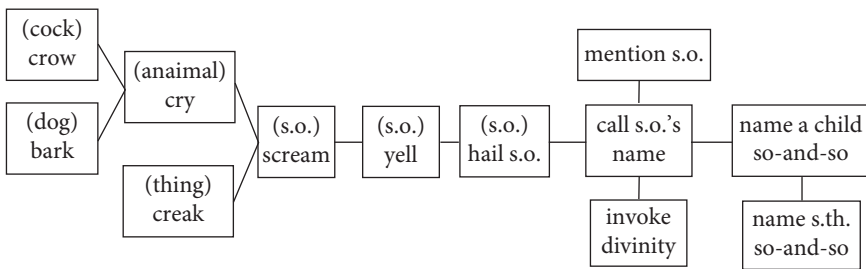 (cock)
crow
(dog)
bark
(anaimal)
cry
(thing)
creak
(s.o.)
scream
(s.o.)
yell
(s.o.)
hail s.o.
mention s.o.
call s.o.'s
name
invoke
divinity
name a child
so-and-so
name s.th.
so-and-so